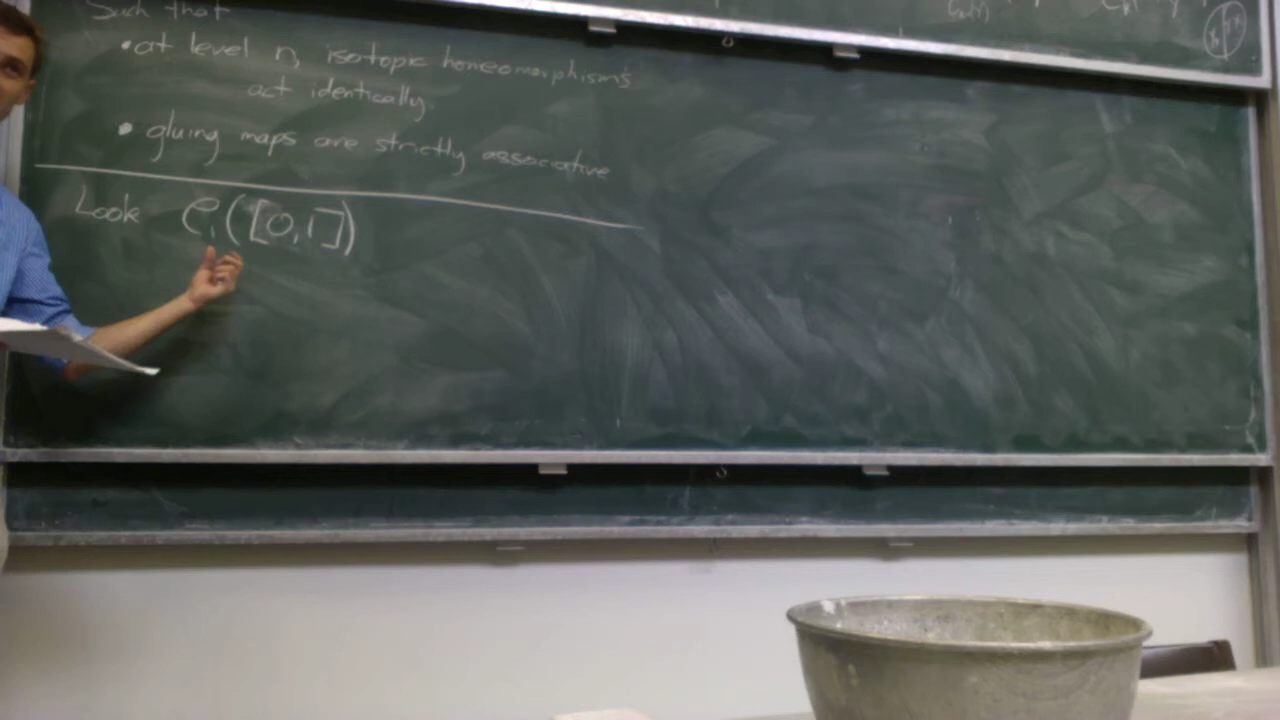 Such that
• at level n, isotopic homeomorphisms
act identically.
• gluing maps are strictly associative
Look C₁([0,1])